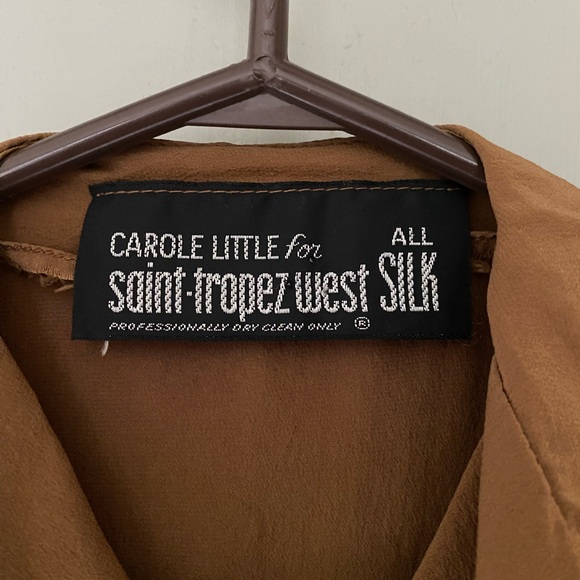 CAROLE LITTLE for
saint-tropez west
ALL
SILK
PROFESSIONALLY DRY CLEAN ONLY ®